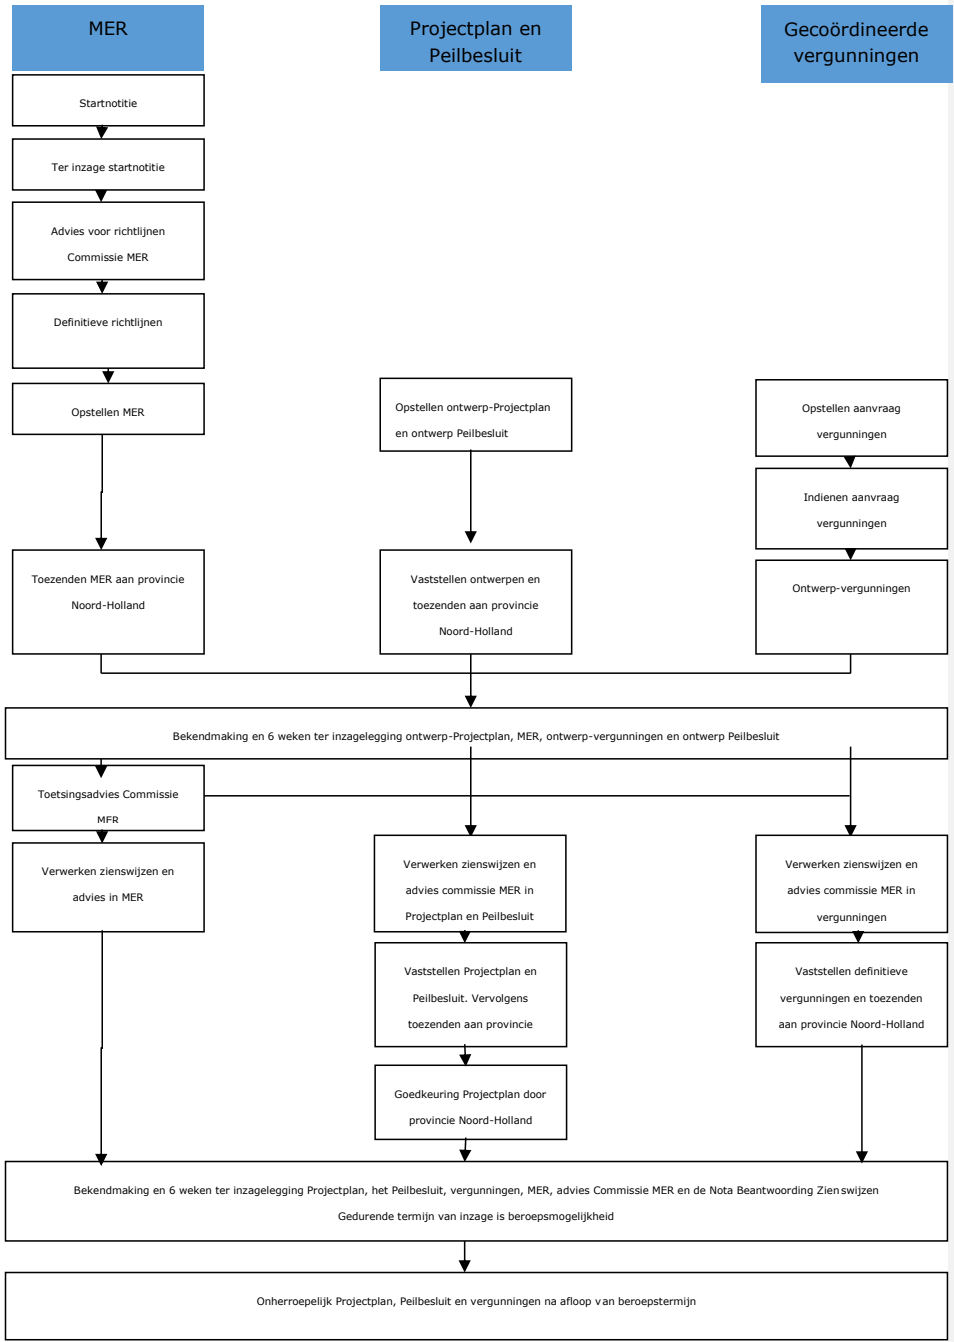 MER
Projectplan en
Peilbesluit
Gecoördineerde
vergunningen
Startnotitie
Ter inzage startnotitie
Advies voor richtlijnen
Commissie MER
Definitieve richtlijnen
Opstellen MER
Opstellen ontwerp-Projectplan
en ontwerp Peilbesluit
Opstellen aanvraag
vergunningen
Indienen aanvraag
vergunningen
Toezenden MER aan provincie
Noord-Holland
Vaststellen ontwerpen en
toezenden aan provincie
Noord-Holland
Ontwerp-vergunningen
Bekendmaking en 6 weken ter inzagelegging ontwerp-Projectplan, MER, ontwerp-vergunningen en ontwerp Peilbesluit
Toetsingsadvies Commissie
MER
Verwerken zienswijzen en
advies in MER
Verwerken zienswijzen en
advies commissie MER in
Projectplan en Peilbesluit
Verwerken zienswijzen en
advies commissie MER in
vergunningen
Vaststellen Projectplan en
Peilbesluit. Vervolgens
toezenden aan provincie
Vaststellen definitieve
vergunningen en toezenden
aan provincie Noord-Holland
Goedkeuring Projectplan door
provincie Noord-Holland
Bekendmaking en 6 weken ter inzagelegging Projectplan, het Peilbesluit, vergunningen, MER, advies Commissie MER en de Nota Beantwoording Zienswijzen
Gedurende termijn van inzage is beroepsmogelijkheid
Onherroepelijk Projectplan, Peilbesluit en vergunningen na afloop van beroepstermijn